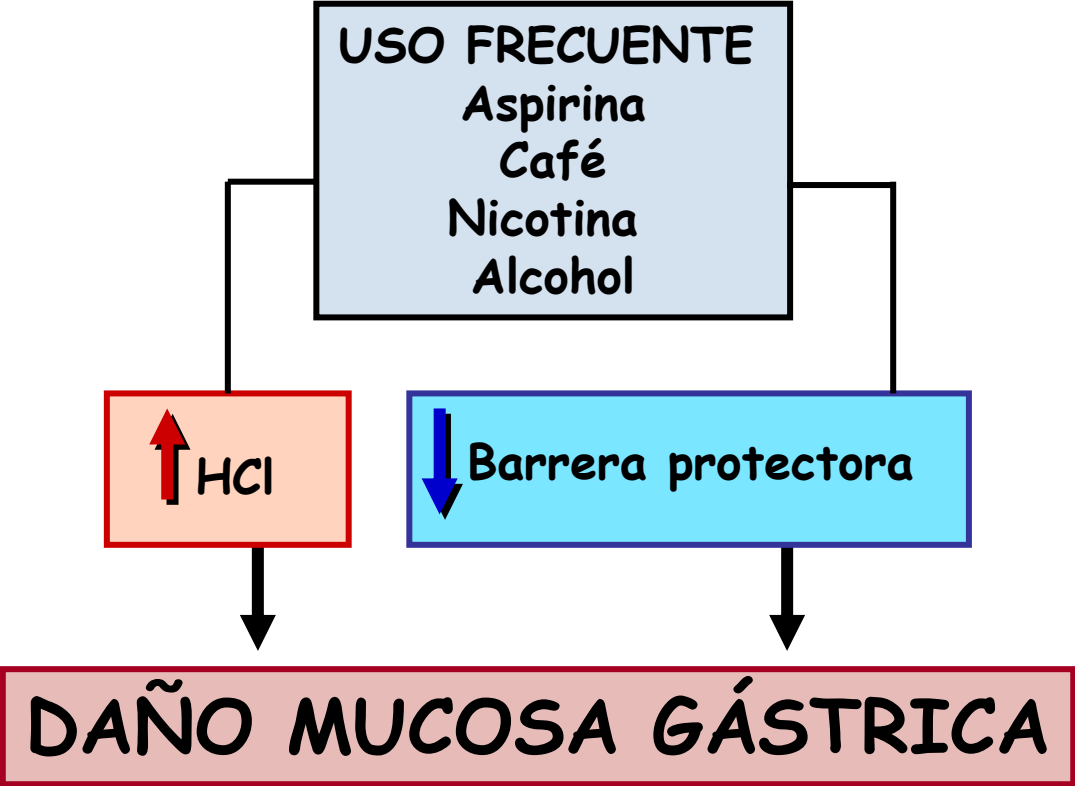 USO FRECUENTE
Aspirina
Café
Nicotina
Alcohol
HCl
Barrera protectora
DAÑO MUCOSA GÁSTRICA